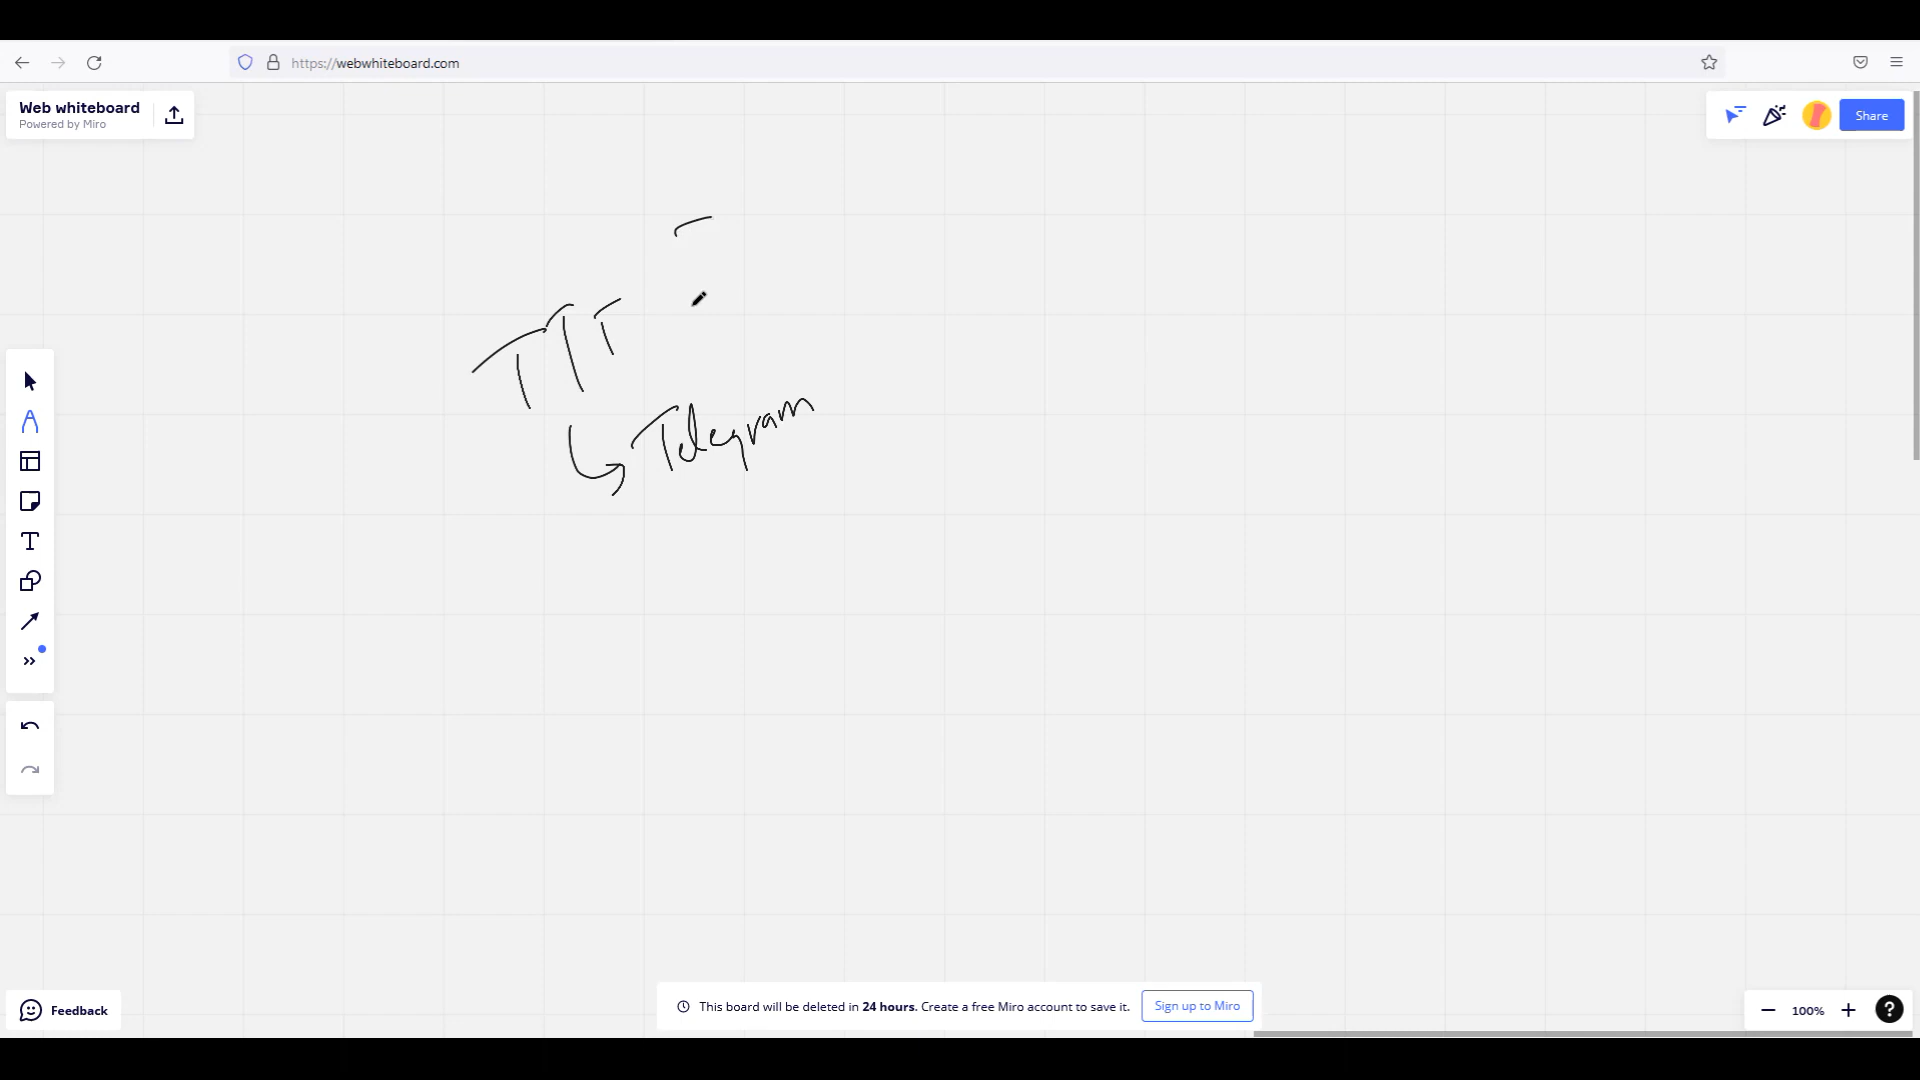 https://webwhiteboard.com
Web whiteboard
Powered by Miro
Share
TTT
Telegram
Feedback
This board will be deleted in 24 hours. Create a free Miro account to save it.
Sign up to Miro
100%
?